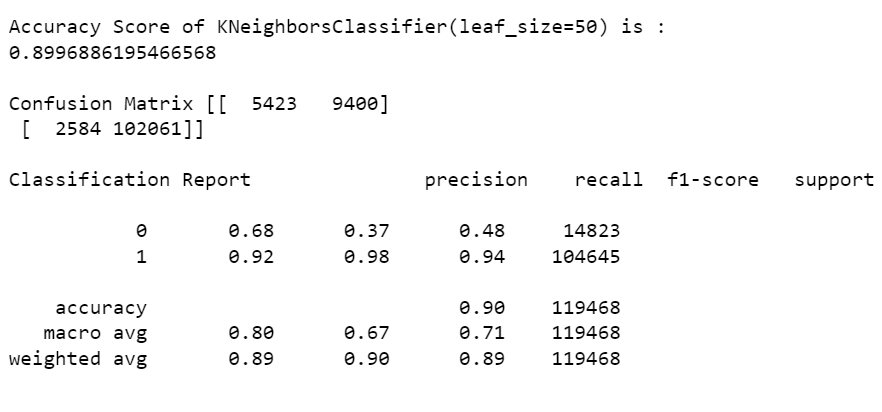 Accuracy Score of KNeighborsClassifier(leaf_size=50) is :
0.8996886195466568
Confusion Matrix [[  5423   9400]
 [  2584 102061]]
Classification Report               precision    recall  f1-score   support
           0       0.68      0.37      0.48     14823
           1       0.92      0.98      0.94    104645
    accuracy                           0.90    119468
   macro avg       0.80      0.67      0.71    119468
weighted avg       0.89      0.90      0.89    119468